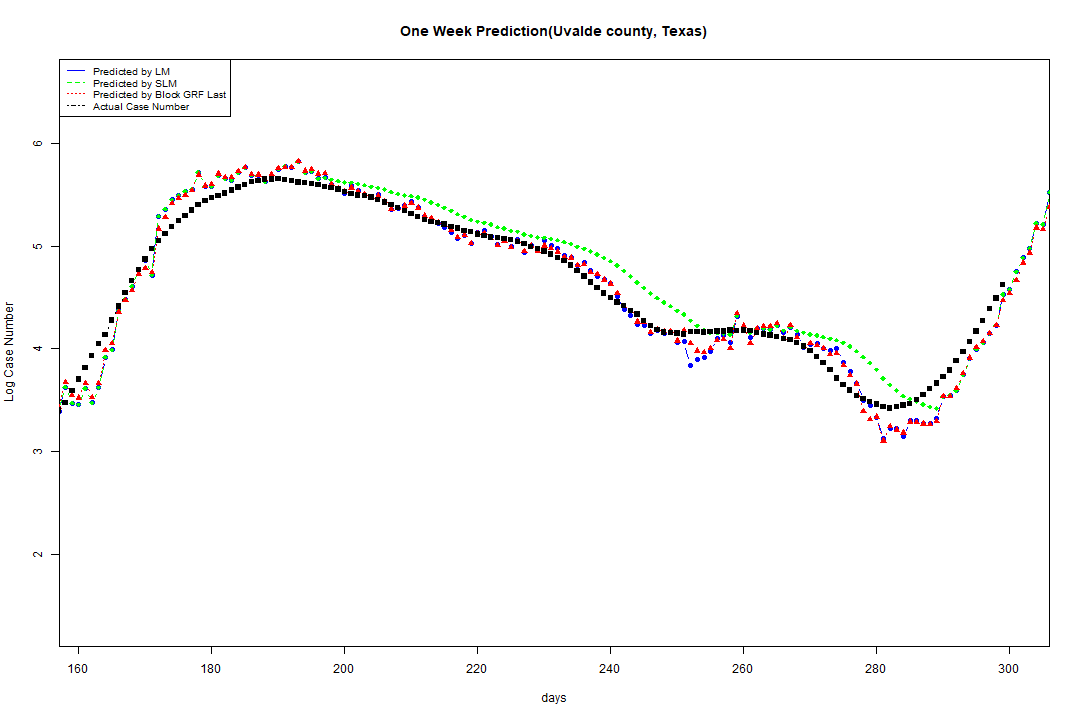 One Week Prediction(Uvalde county, Texas)
Predicted by LM
Predicted by SLM
Predicted by Block GRF Last
Actual Case Number
6
5
4
3
2
Log Case Number
160 180 200 220 240 260 280 300
days